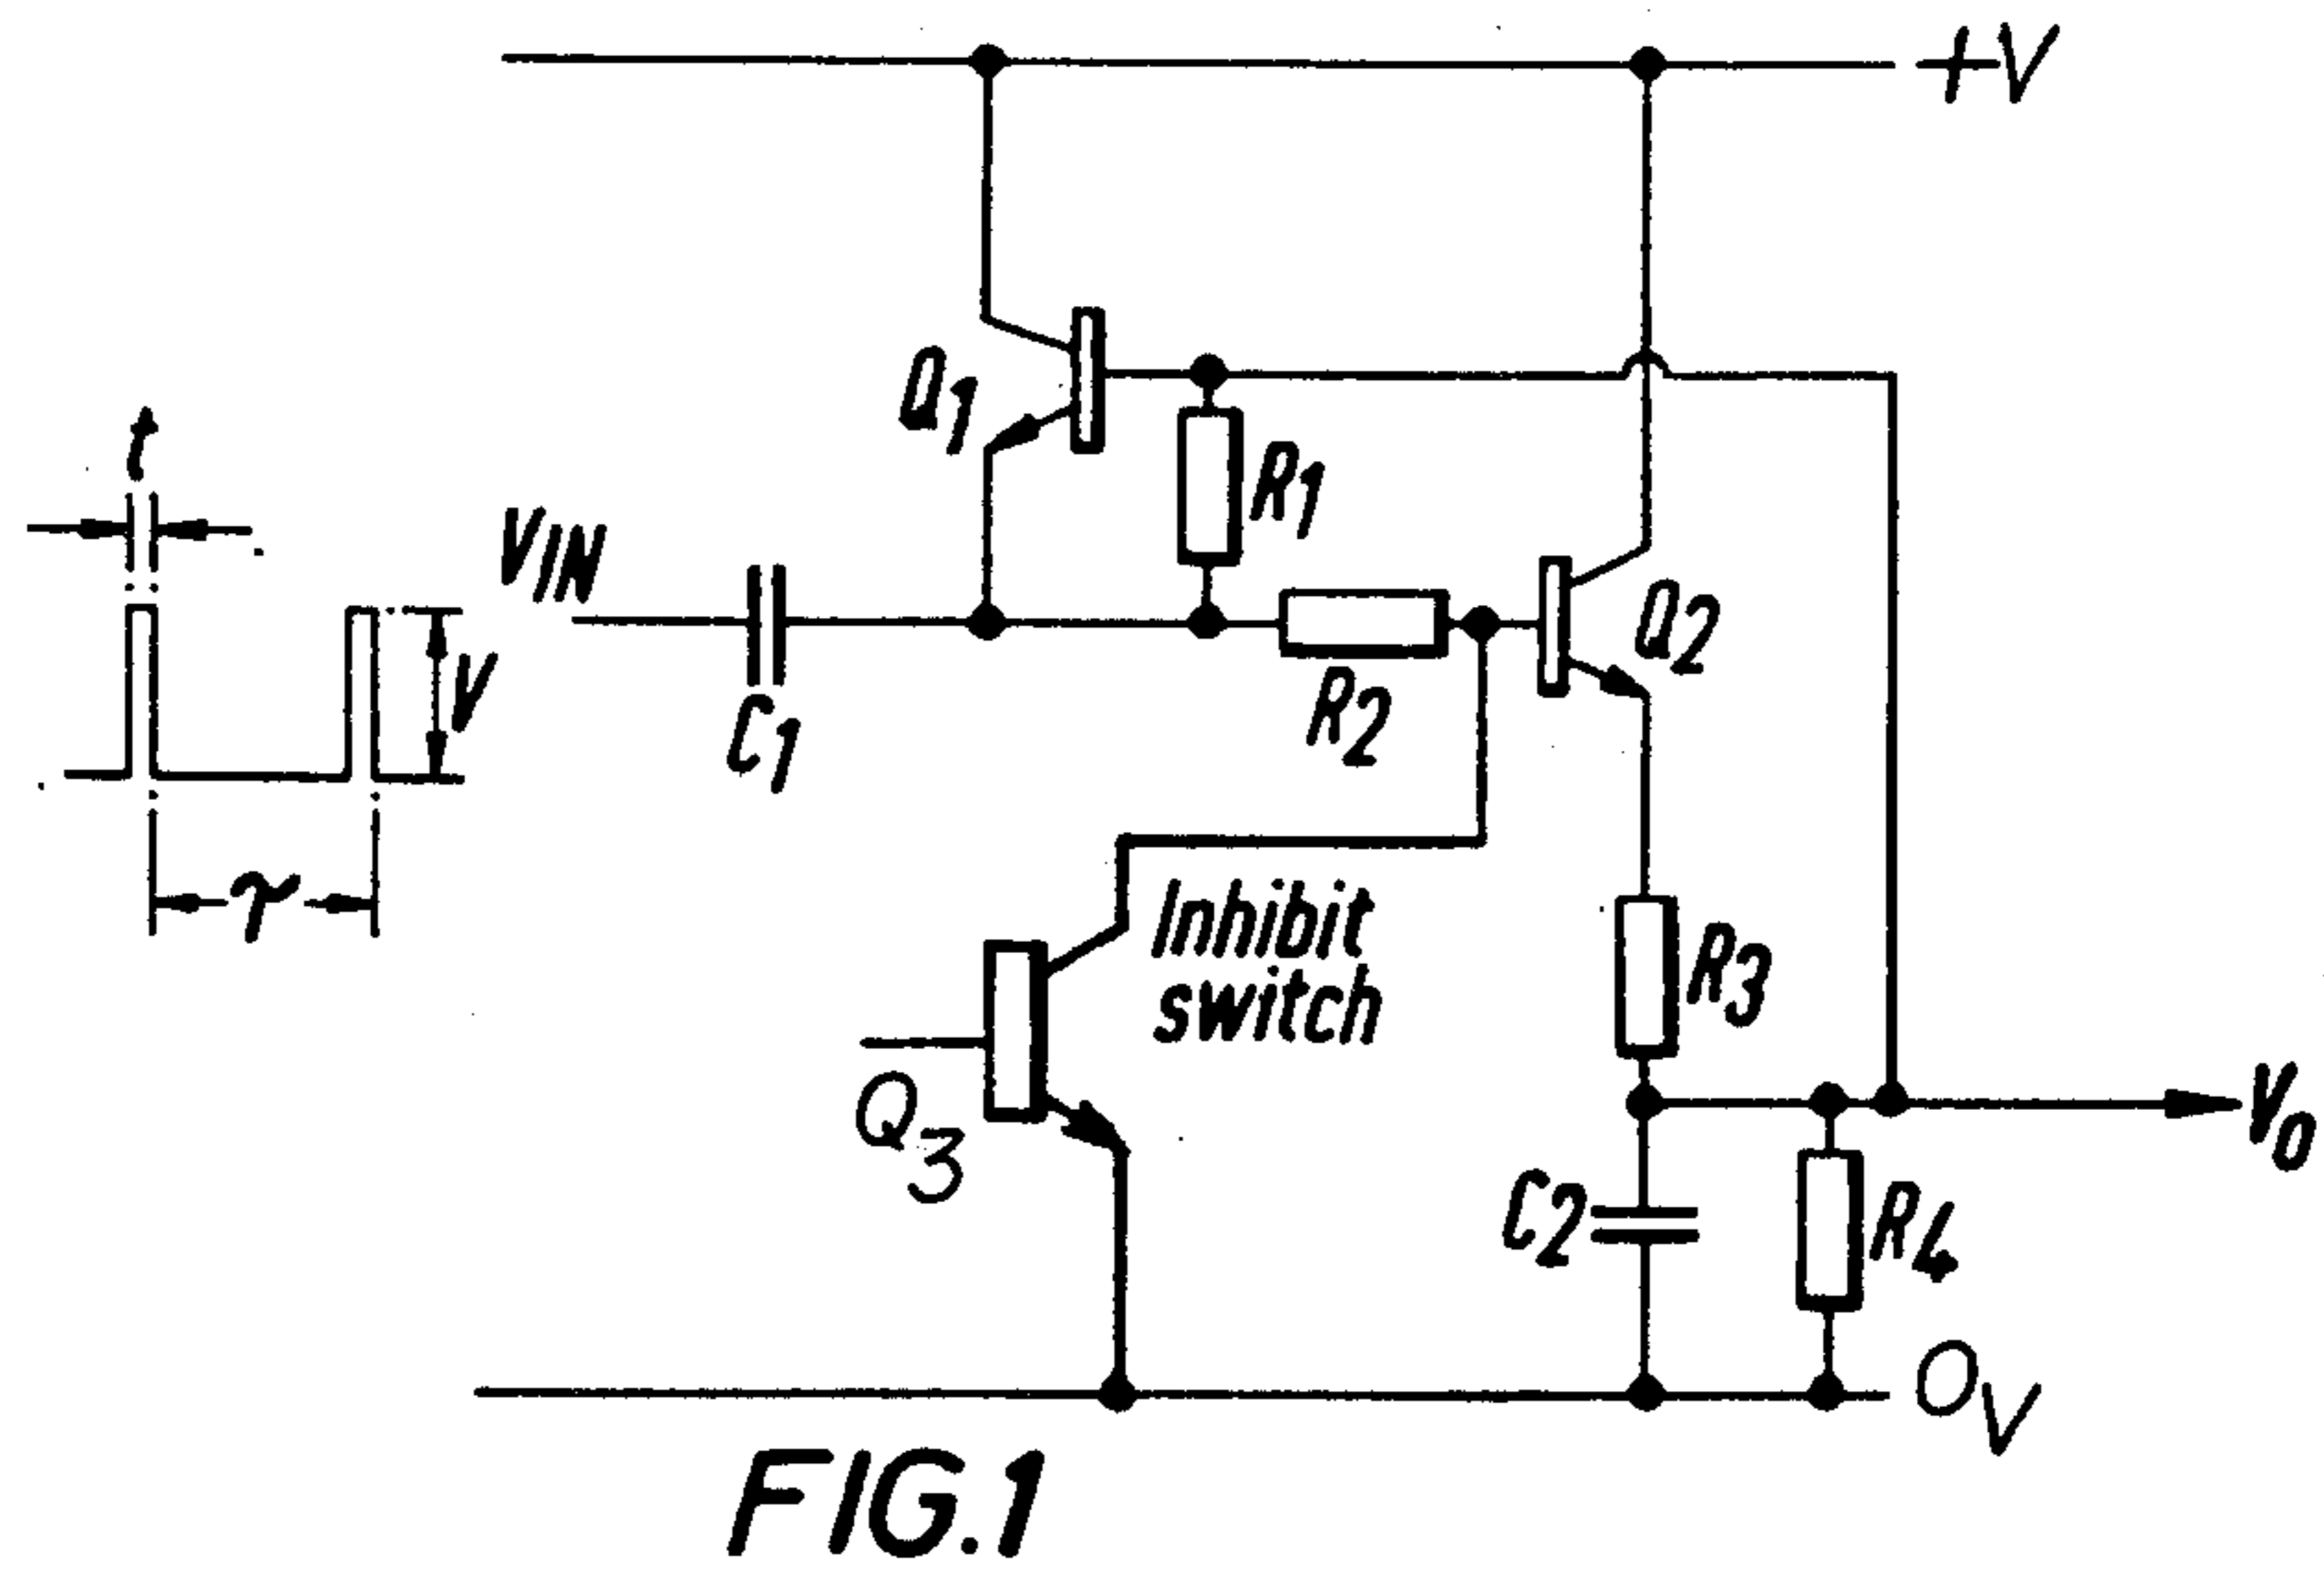 +V
Q1
t
R1
VIN
Q2
V
R2
C1
τ
Inhibit
switch
R3
Q3
V0
C2
R4
0V
FIG.1